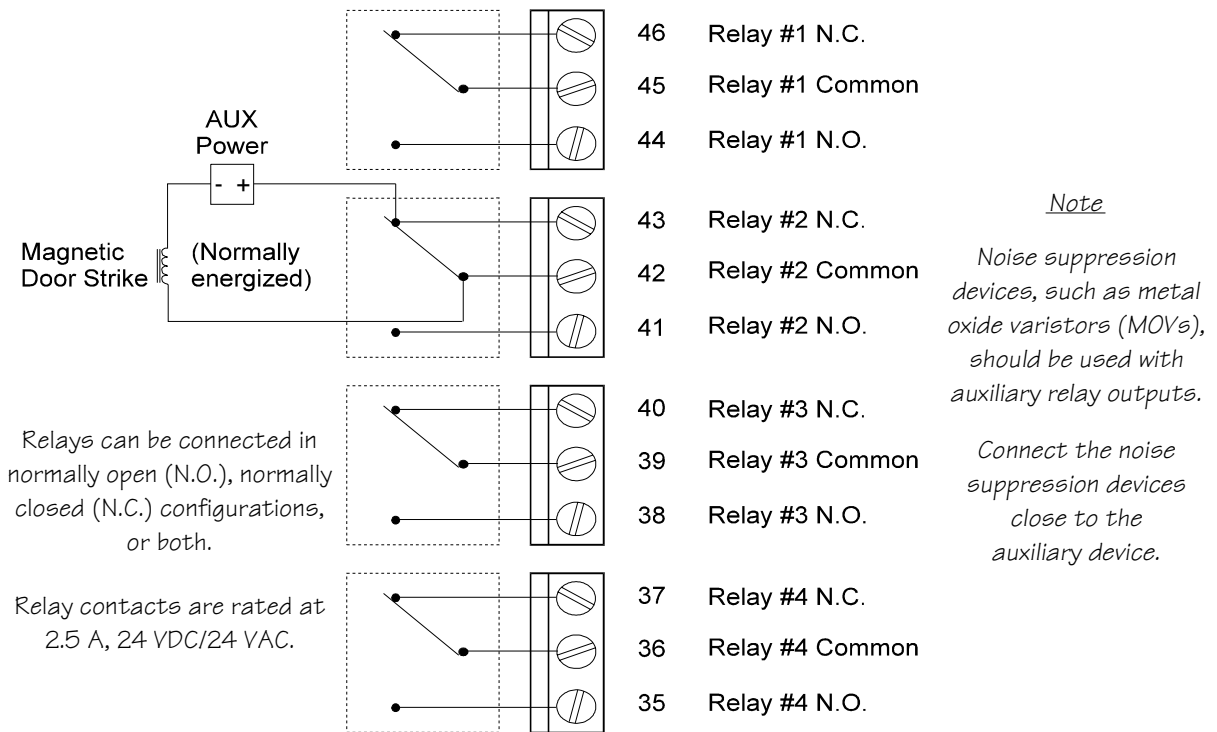 46 Relay #1 N.C.
45 Relay #1 Common
44 Relay #1 N.O.
AUX
Power
- +
Magnetic
Door Strike
(Normally
energized)
43 Relay #2 N.C.
42 Relay #2 Common
41 Relay #2 N.O.
40 Relay #3 N.C.
39 Relay #3 Common
38 Relay #3 N.O.
37 Relay #4 N.C.
36 Relay #4 Common
35 Relay #4 N.O.
Relays can be connected in
normally open (N.O.), normally
closed (N.C.) configurations,
or both.
Relay contacts are rated at
2.5 A, 24 VDC/24 VAC.
Note
Noise suppression
devices, such as metal
oxide varistors (MOVs),
should be used with
auxiliary relay outputs.
Connect the noise
suppression devices
close to the
auxiliary device.